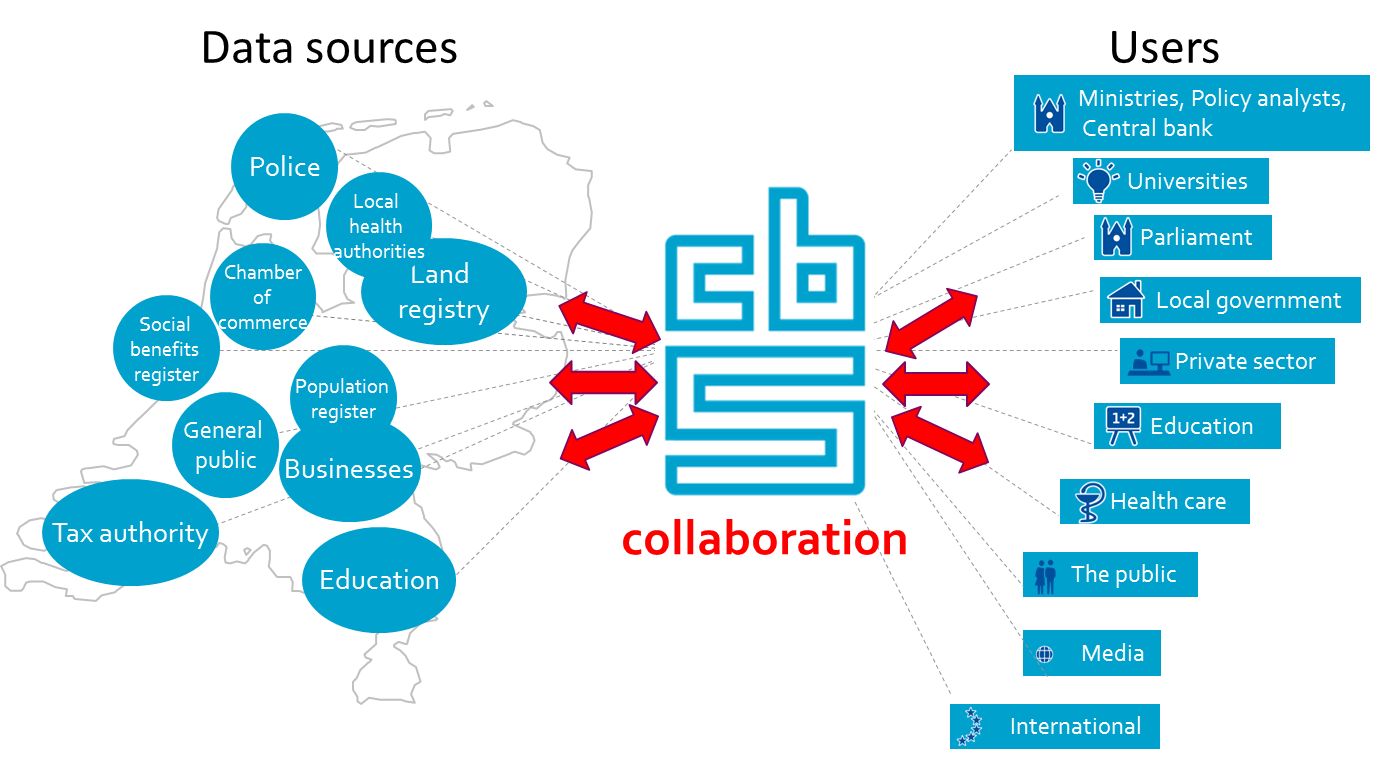 Data sources
Users
Police
Local
health
authorities
Land
registry
Chamber
of
commerce
Social
benefits
register
Population
register
General
public
Businesses
Tax authority
Education
cbs
collaboration
Ministries, Policy analysts,
Central bank
Universities
Parliament
Local government
Private sector
1+2
Education
Health care
The public
Media
International